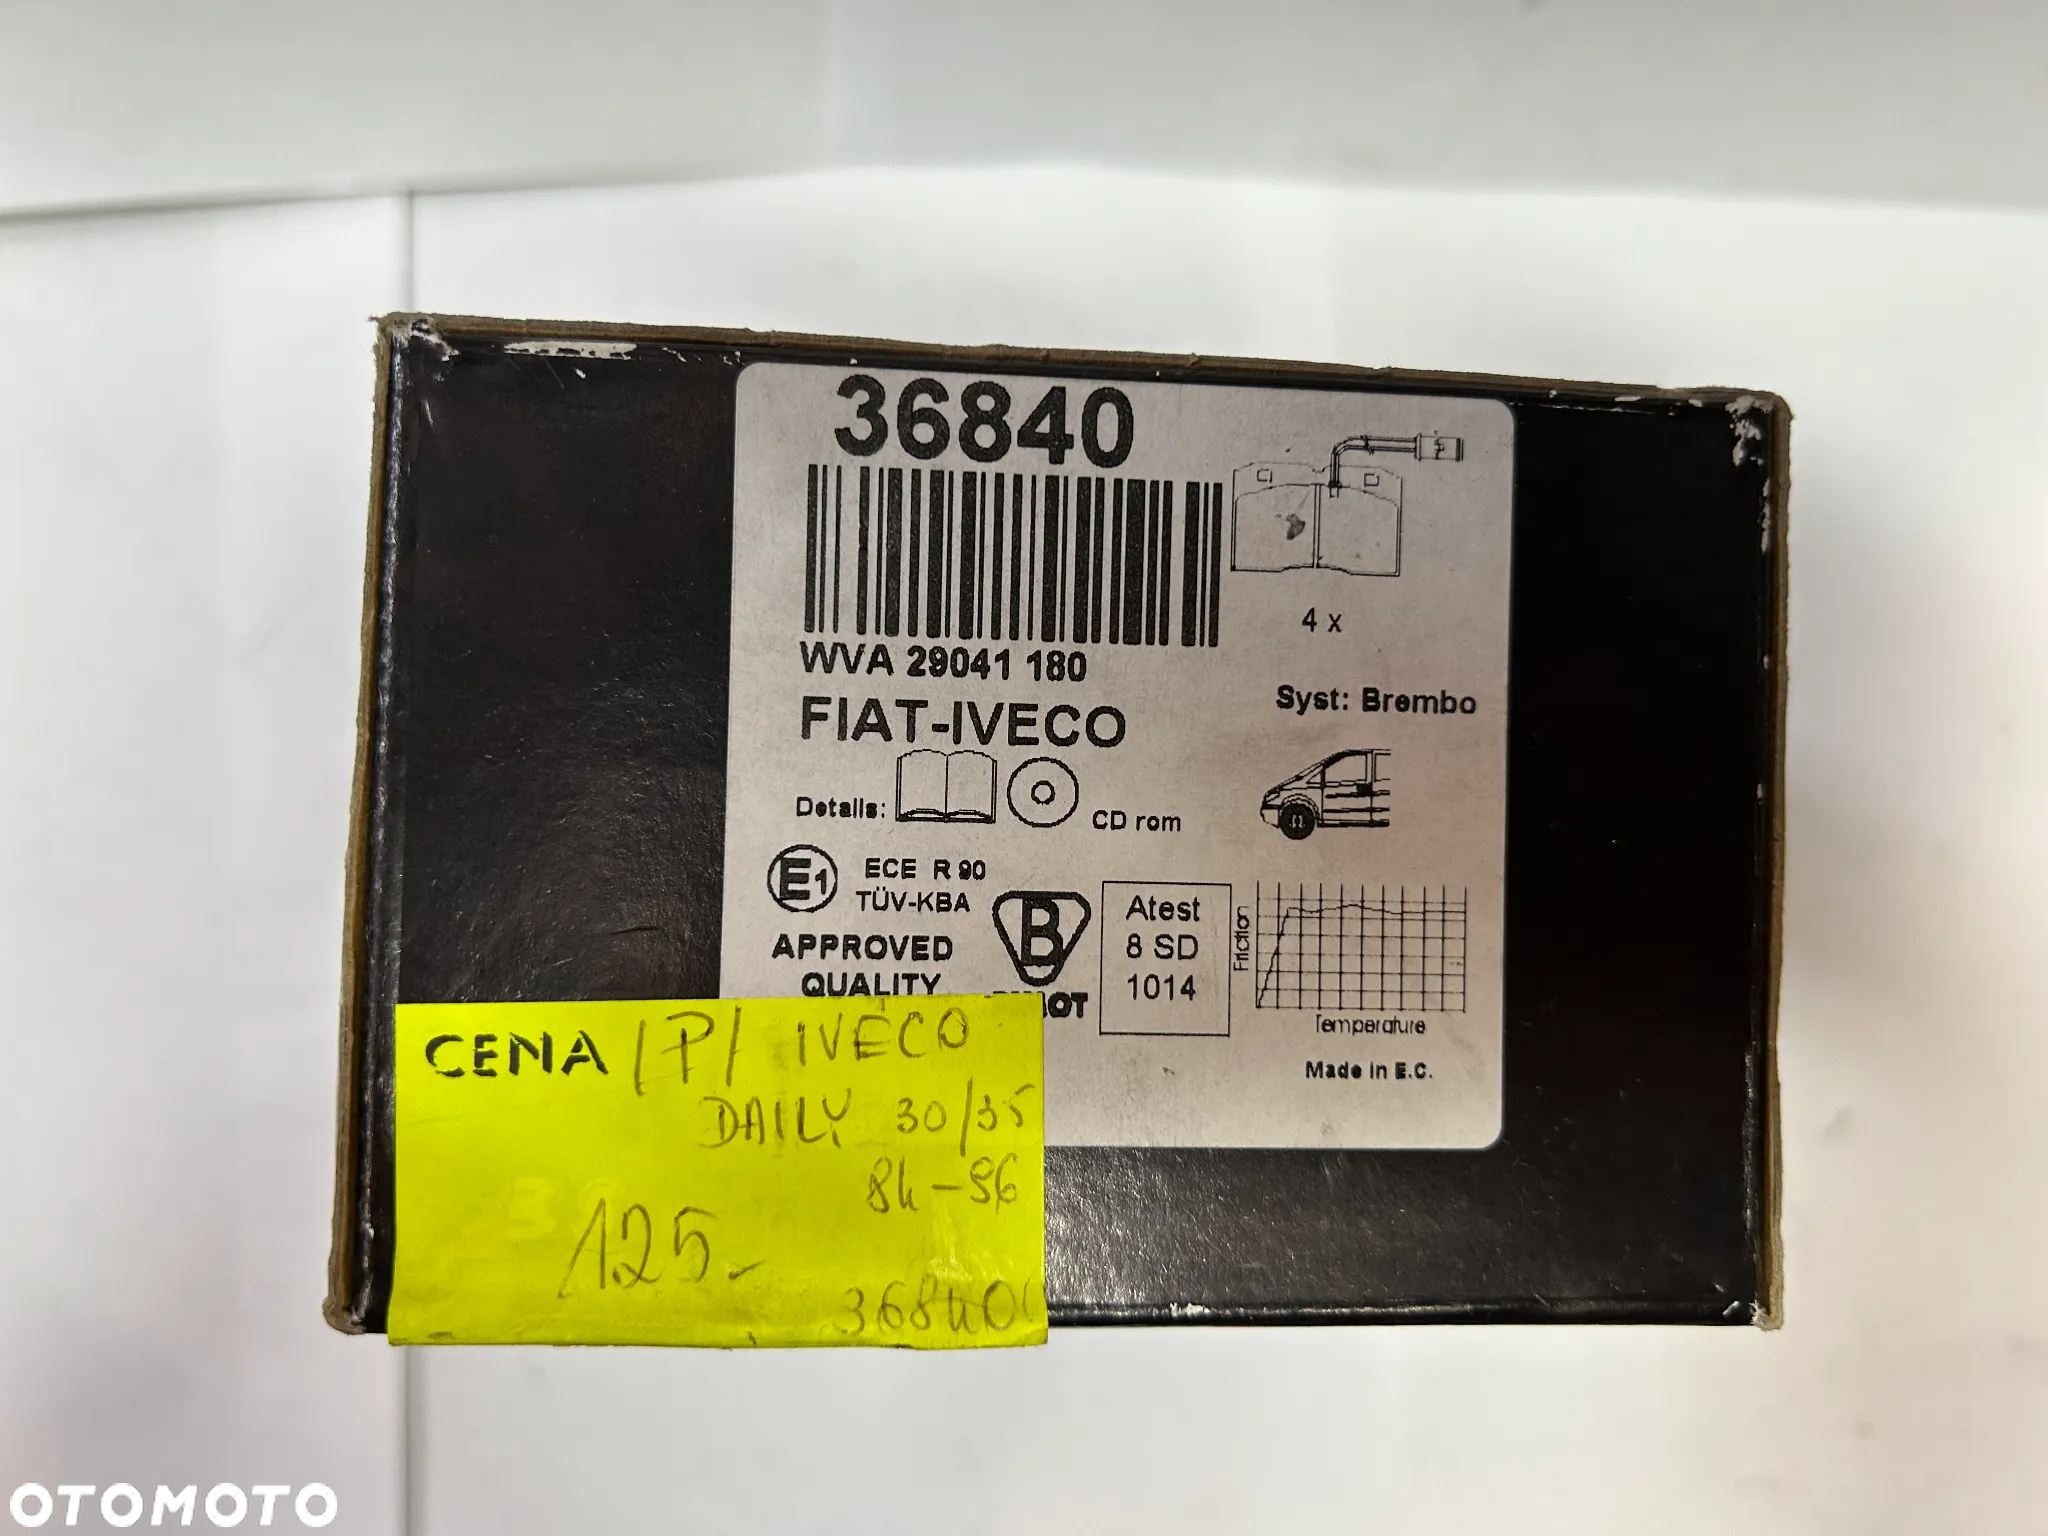 36840
4 x
WVA 29041 180
Syst: Brembo
FIAT-IVECO
Details:
CD rom
E1
ECE R 90
TÜV-KBA
APPROVED
QUALITY
B
Atest
8 SD
1014
Friction
Temperature
Made in E.C.
CENA /P/ IVECO
DAILY 30/35
84-96
125-
36840
OTOMOTO